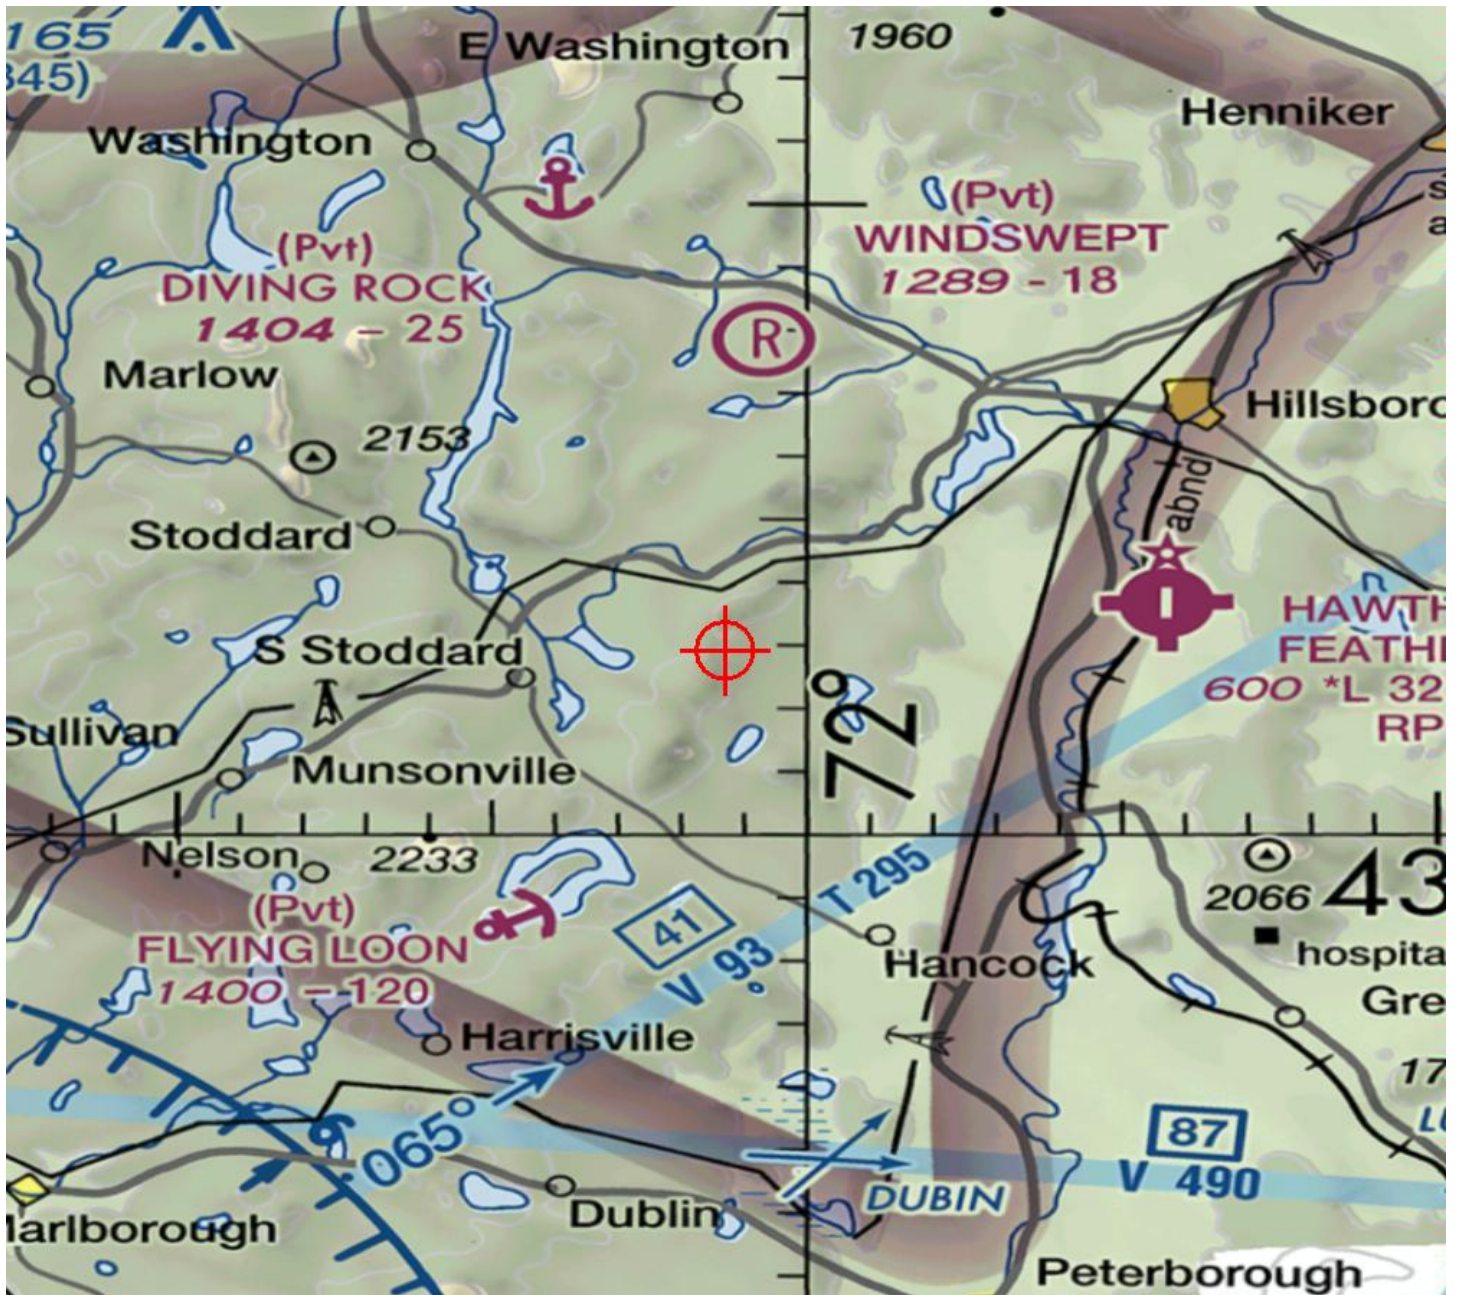 165
345)
E Washington
1960
Henniker
Washington
(Pvt)
WINDSWEPT
1289 - 18
(Pvt)
DIVING ROCK
1404 - 25
R
Marlow
Hillsboro
2153
abnd
Stoddard
S Stoddard
HAWTH
FEATHE
600 *L 32
RP
Sullivan
72°
Munsonville
Nelson
2233
T 295
2066
43
(Pvt)
FLYING LOON
1400 - 120
41
V 93
Hancock
hospita
Gre
Harrisville
17
065°
87
V 490
DUBIN
Dublin
Marlborough
Peterborough